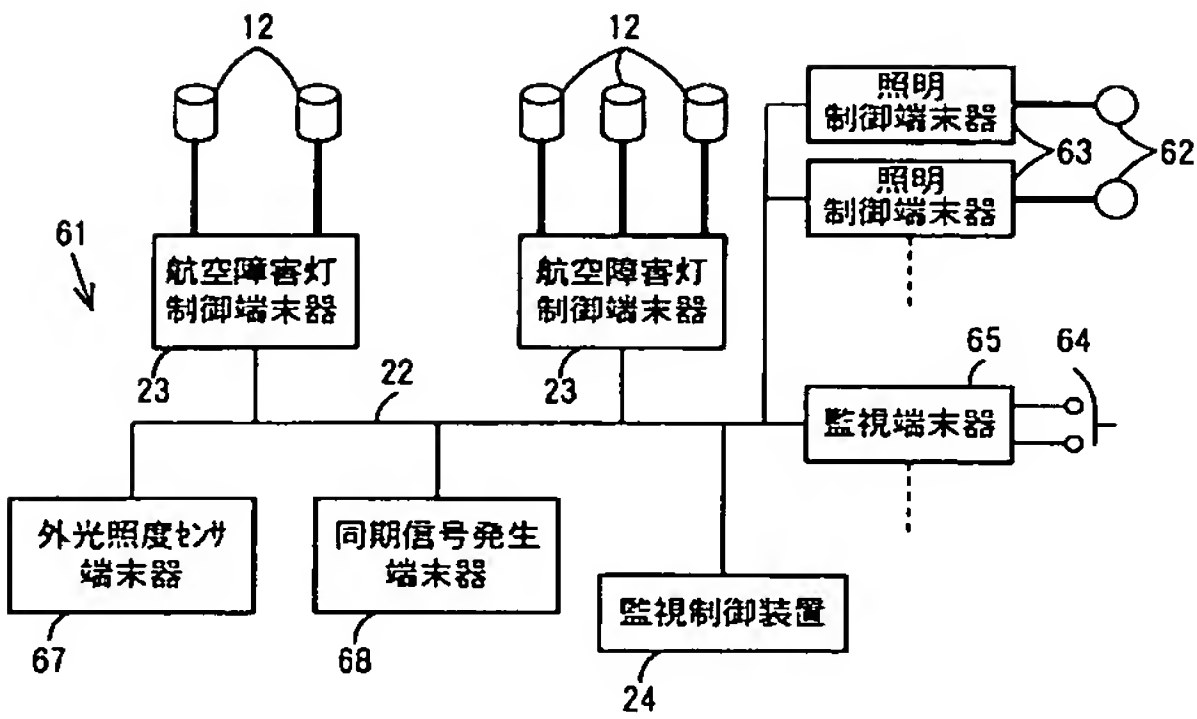 12
12
照明
制御端末器
63
62
照明
制御端末器
61
航空障害灯
制御端末器
航空障害灯
制御端末器
23
22
23
65
64
監視端末器
外光照度センサ
端末器
同期信号発生
端末器
監視制御装置
67
68
24